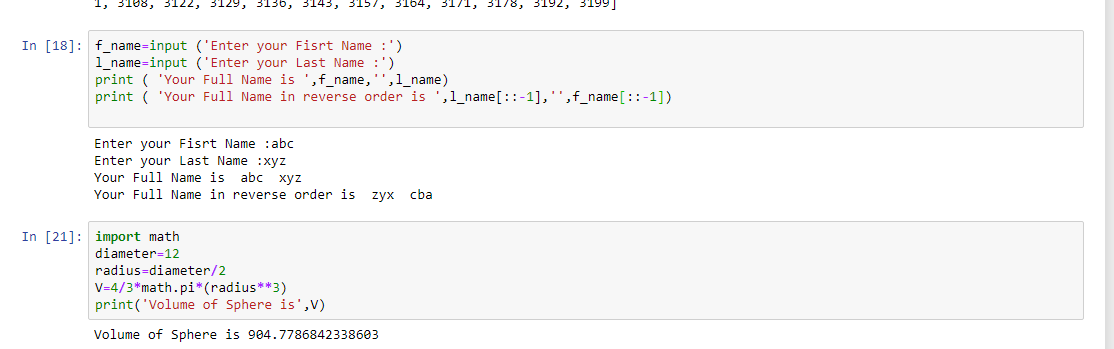 1, 3108, 3122, 3129, 3136, 3143, 3157, 3164, 3171, 3178, 3192, 3199]
In [18]: f_name=input ('Enter your Fisrt Name :')
l_name=input ('Enter your Last Name :')
print ( 'Your Full Name is ',f_name,'',l_name)
print ( 'Your Full Name in reverse order is ',l_name[::-1],'',f_name[::-1])
Enter your Fisrt Name :abc
Enter your Last Name :xyz
Your Full Name is  abc  xyz
Your Full Name in reverse order is  zyx  cba
In [21]: import math
diameter=12
radius=diameter/2
V=4/3*math.pi*(radius**3)
print('Volume of Sphere is',V)
Volume of Sphere is 904.7786842338603